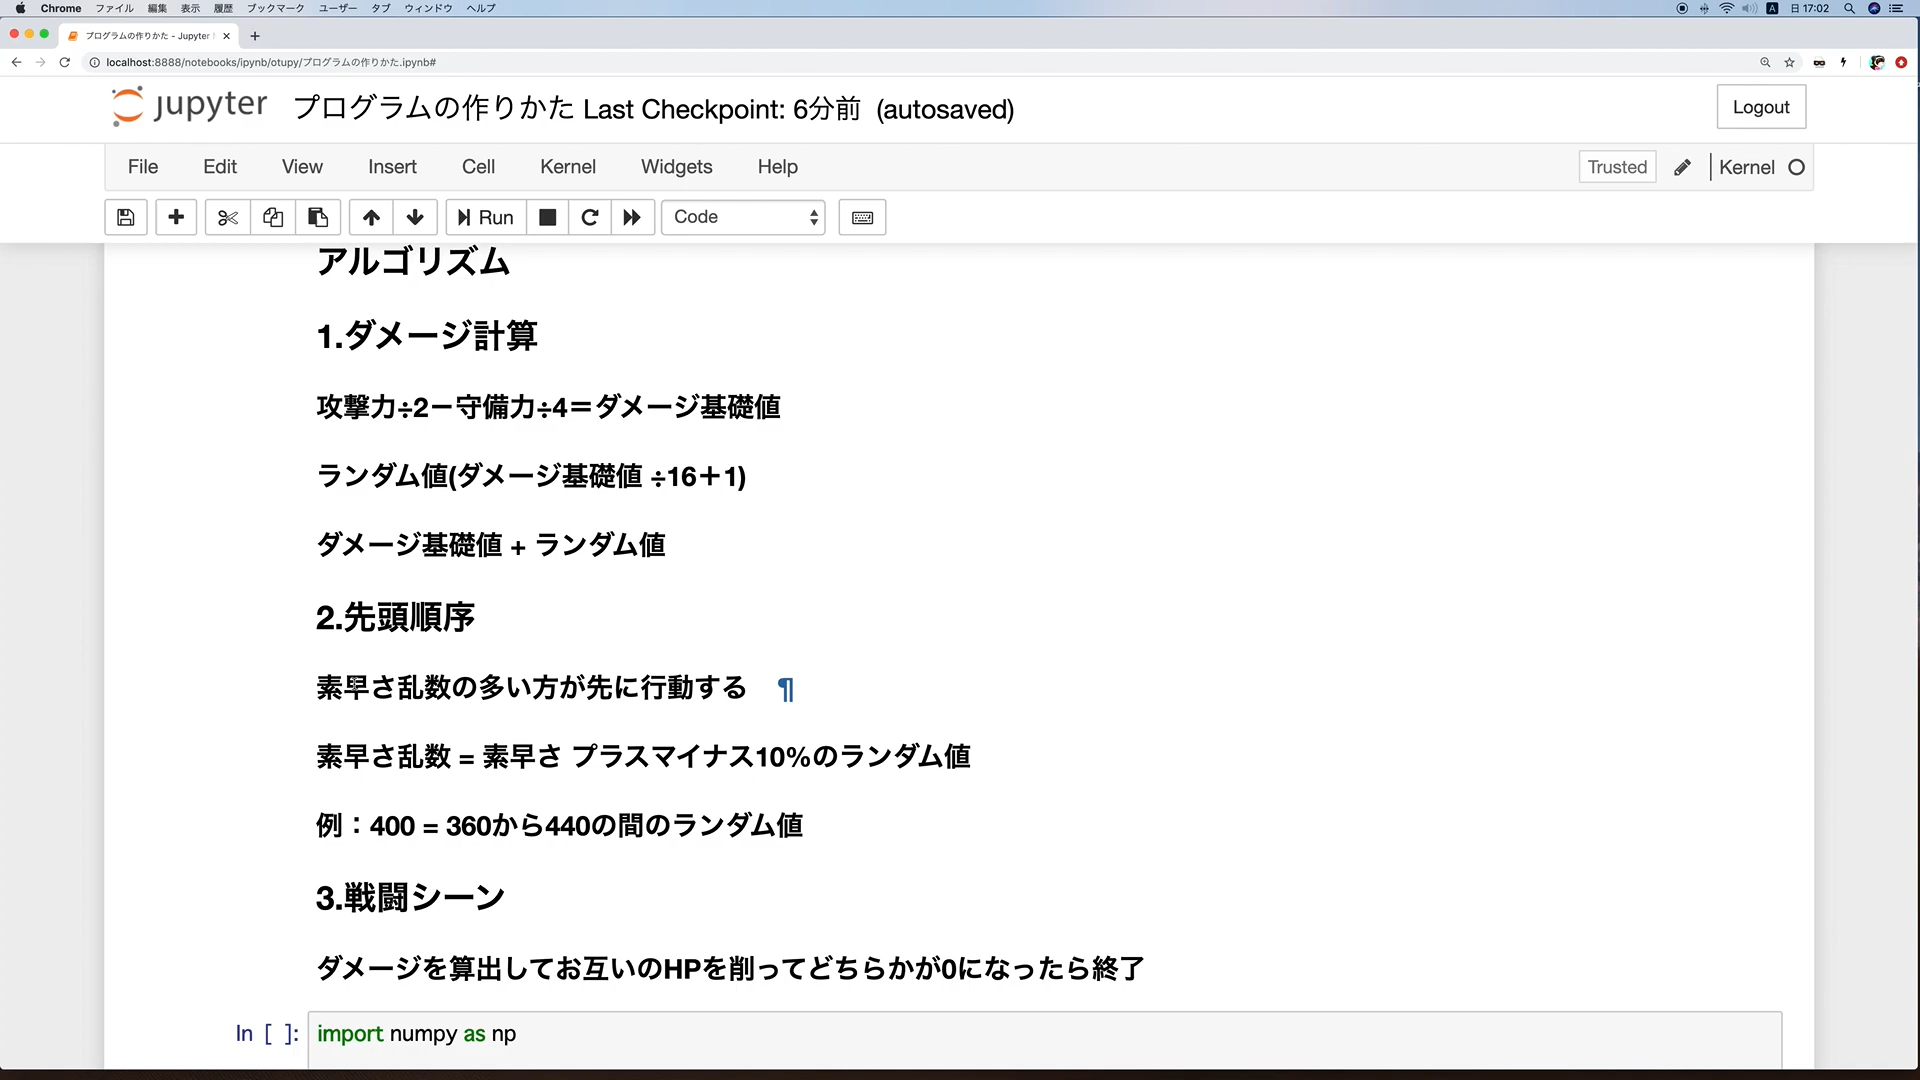 Chrome ファイル 編集 表示 履歴 ブックマーク ユーザー タブ ウィンドウ ヘルプ A 日 17:02
プログラムの作りかた - Jupyter
localhost:8888/notebooks/ipynb/otupy/プログラムの作りかた.ipynb#
jupyter プログラムの作りかた Last Checkpoint: 6分前 (autosaved) Logout
File Edit View Insert Cell Kernel Widgets Help Trusted Kernel
Run Code
アルゴリズム
1.ダメージ計算
攻撃力÷2－守備力÷4＝ダメージ基礎値
ランダム値(ダメージ基礎値 ÷16＋1)
ダメージ基礎値 + ランダム値
2.先頭順序
素早さ乱数の多い方が先に行動する ¶
素早さ乱数 = 素早さ プラスマイナス10%のランダム値
例：400 = 360から440の間のランダム値
3.戦闘シーン
ダメージを算出してお互いのHPを削ってどちらかが0になったら終了
In [ ]: import numpy as np